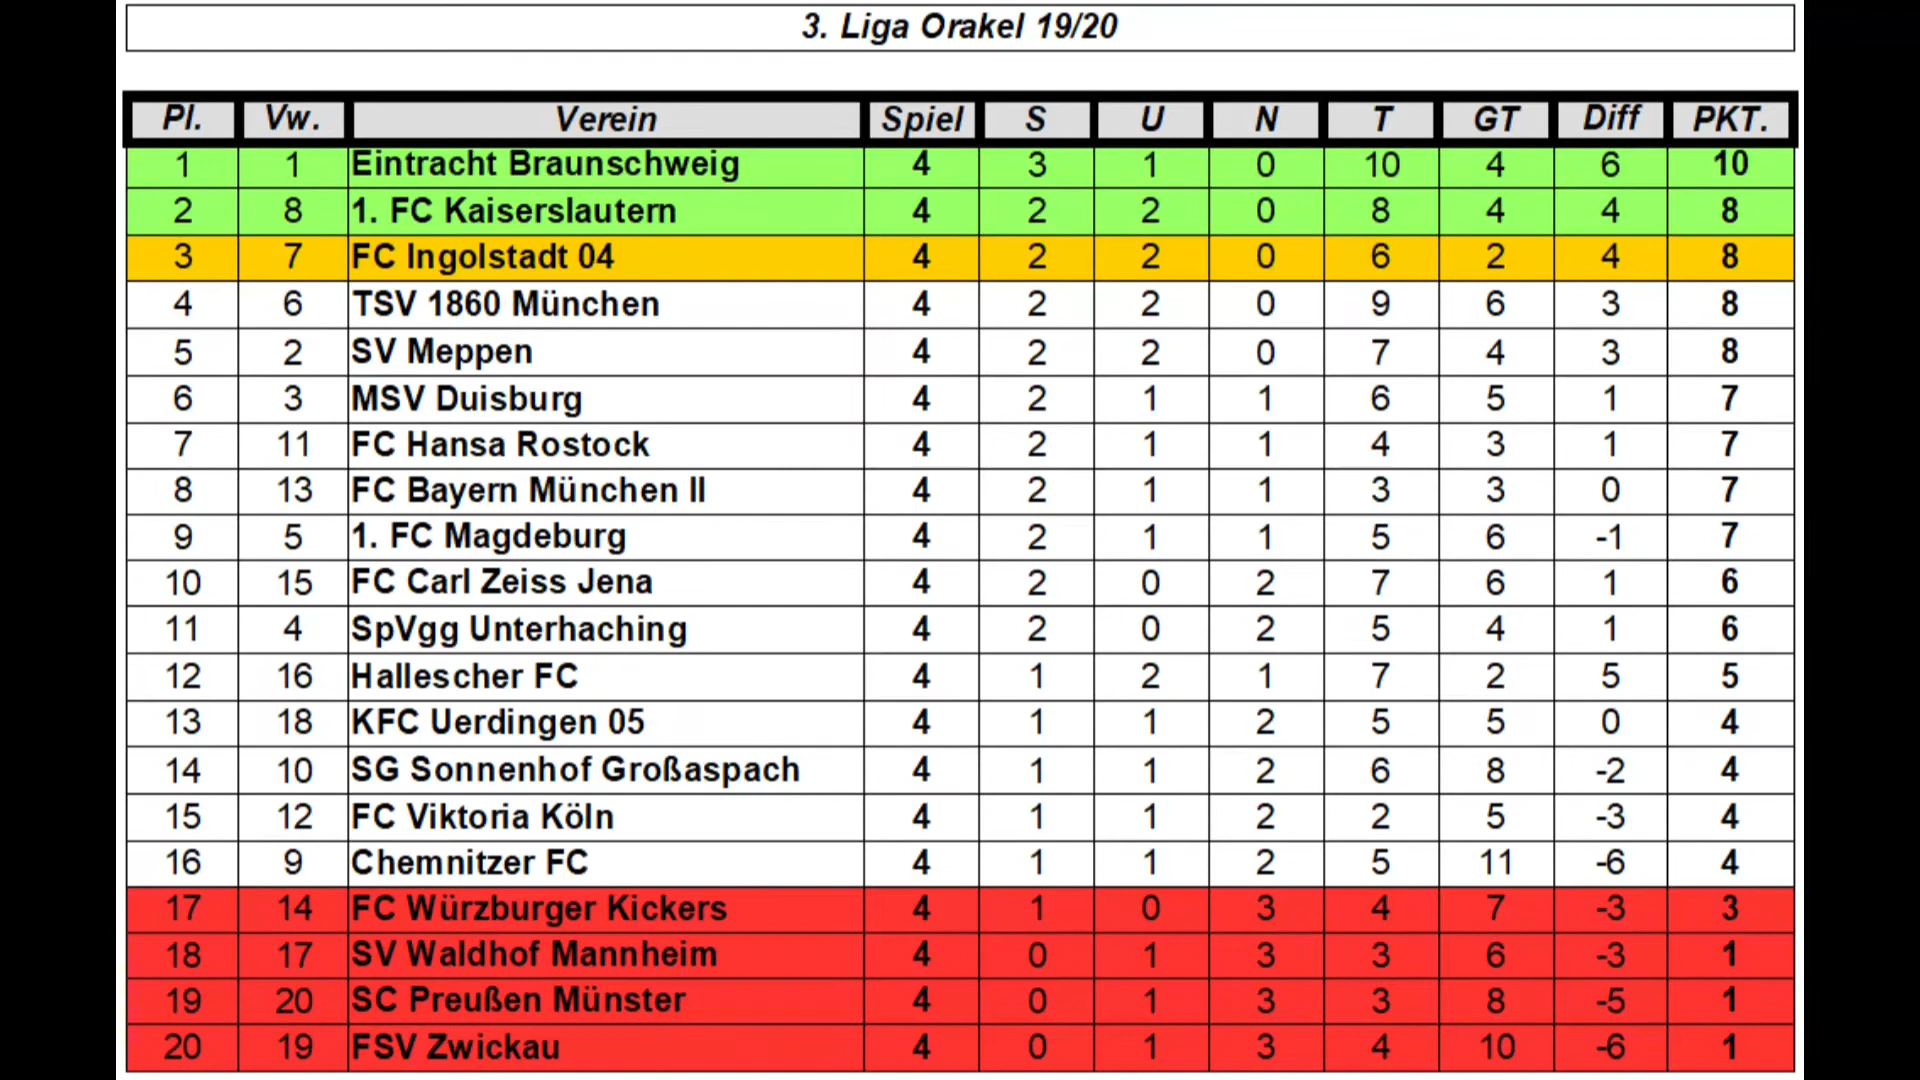 3. Liga Orakel 19/20
Pl. Vw. Verein Spiel S U N T GT Diff PKT.
1 1 Eintracht Braunschweig 4 3 1 0 10 4 6 10
2 8 1. FC Kaiserslautern 4 2 2 0 8 4 4 8
3 7 FC Ingolstadt 04 4 2 2 0 6 2 4 8
4 6 TSV 1860 München 4 2 2 0 9 6 3 8
5 2 SV Meppen 4 2 2 0 7 4 3 8
6 3 MSV Duisburg 4 2 1 1 6 5 1 7
7 11 FC Hansa Rostock 4 2 1 1 4 3 1 7
8 13 FC Bayern München II 4 2 1 1 3 3 0 7
9 5 1. FC Magdeburg 4 2 1 1 5 6 -1 7
10 15 FC Carl Zeiss Jena 4 2 0 2 7 6 1 6
11 4 SpVgg Unterhaching 4 2 0 2 5 4 1 6
12 16 Hallescher FC 4 1 2 1 7 2 5 5
13 18 KFC Uerdingen 05 4 1 1 2 5 5 0 4
14 10 SG Sonnenhof Großaspach 4 1 1 2 6 8 -2 4
15 12 FC Viktoria Köln 4 1 1 2 2 5 -3 4
16 9 Chemnitzer FC 4 1 1 2 5 11 -6 4
17 14 FC Würzburger Kickers 4 1 0 3 4 7 -3 3
18 17 SV Waldhof Mannheim 4 0 1 3 3 6 -3 1
19 20 SC Preußen Münster 4 0 1 3 3 8 -5 1
20 19 FSV Zwickau 4 0 1 3 4 10 -6 1